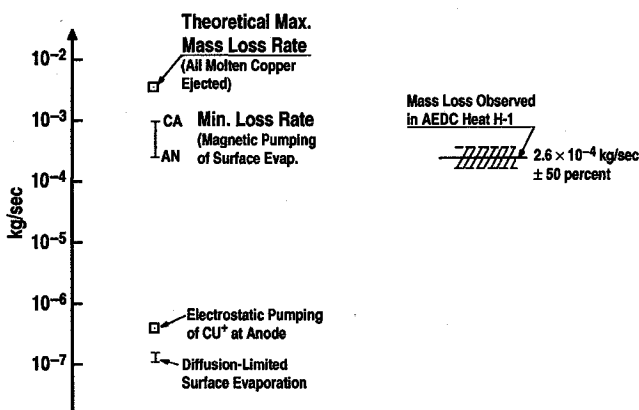 Theoretical Max.
Mass Loss Rate
(All Molten Copper
Ejected)
10⁻²
10⁻³
10⁻⁴
10⁻⁵
10⁻⁶
10⁻⁷
kg/sec
CA
AN
Min. Loss Rate
(Magnetic Pumping
of Surface Evap.
Mass Loss Observed
in AEDC Heat H-1
2.6 × 10⁻⁴ kg/sec
± 50 percent
Electrostatic Pumping
of CU⁺ at Anode
Diffusion-Limited
Surface Evaporation